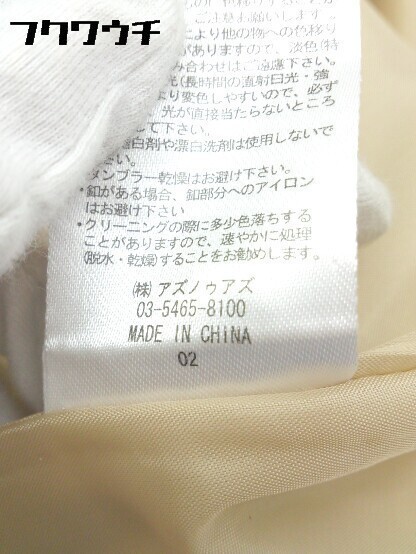 フクワウチ
ご注意お願いします。
により他の物への色移り
がありますので、淡色(特
み合わせはご遠慮下さい。
光(長時間の直射日光・強
より変色しやすいので、必ず
光が直接当たらないところ
して下さい。
白剤や漂白洗剤は使用しないで
い。
タンブラー乾燥はお避け下さい。
・釦がある場合、釦部分へのアイロン
はお避け下さい
・クリーニングの際に多少色落ちする
ことがありますので、速やかに処理
(脱水・乾燥)することをお勧めします。
(株)アズノゥアズ
03-5465-8100
MADE IN CHINA
02